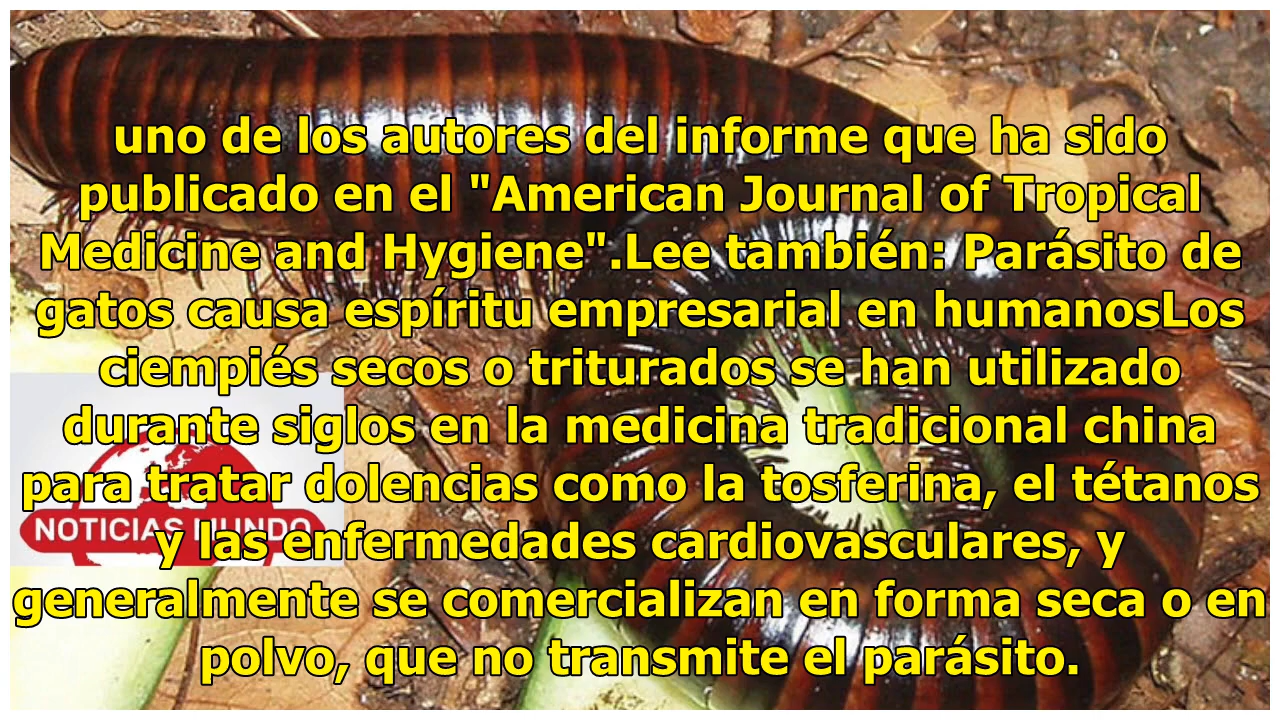 uno de los autores del informe que ha sido
publicado en el "American Journal of Tropical
Medicine and Hygiene".Lee también: Parásito de
gatos causa espíritu empresarial en humanosLos
ciempiés secos o triturados se han utilizado
durante siglos en la medicina tradicional china
para tratar dolencias como la tosferina, el tétanos
NOTICIAS MUNDO
y las enfermedades cardiovasculares, y
generalmente se comercializan en forma seca o en
polvo, que no transmite el parásito.